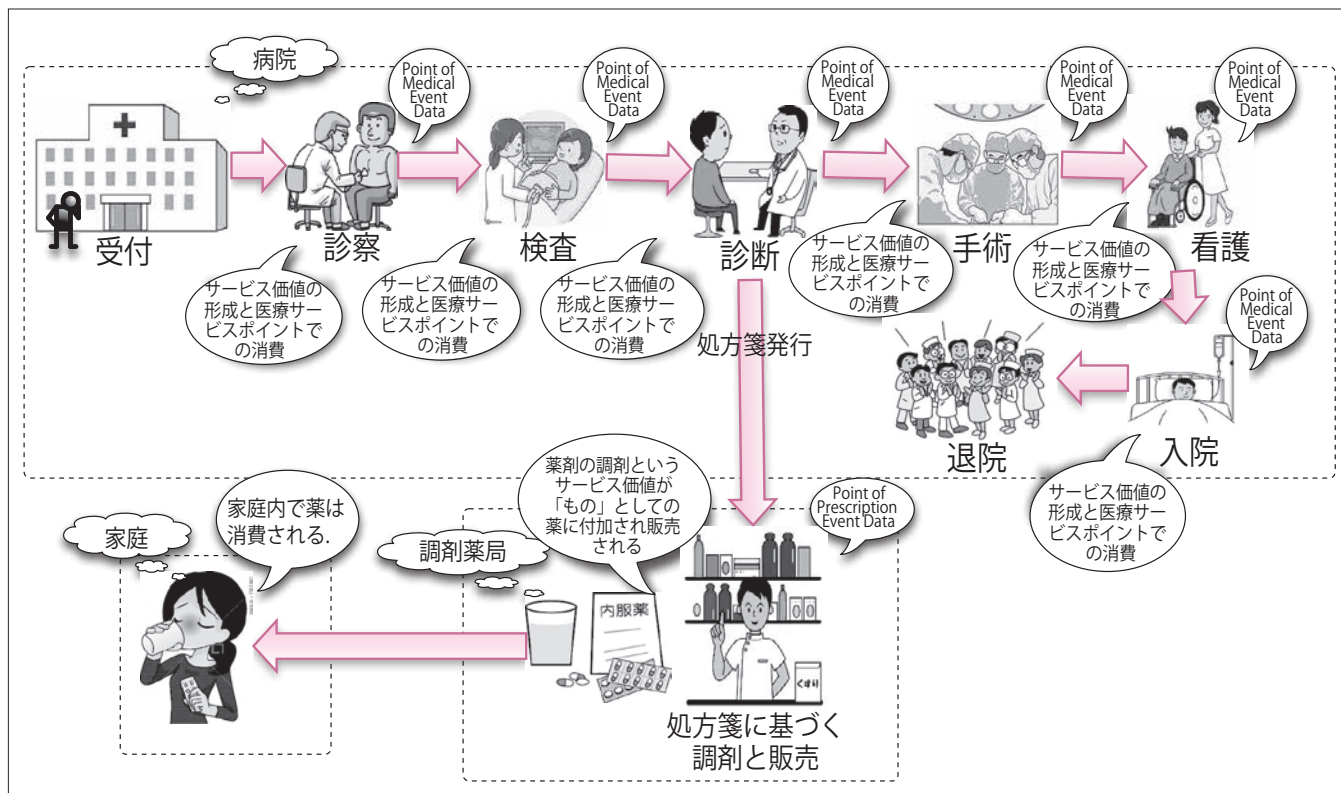 病院
Point of
Medical
Event
Data
Point of
Medical
Event
Data
Point of
Medical
Event
Data
Point of
Medical
Event
Data
Point of
Medical
Event
Data
受付
診察
検査
診断
手術
看護
サービス価値の
形成と医療サー
ビスポイントで
の消費
サービス価値の
形成と医療サー
ビスポイントで
の消費
サービス価値の
形成と医療サー
ビスポイントで
の消費
サービス価値の
形成と医療サー
ビスポイントで
の消費
サービス価値の
形成と医療サー
ビスポイントで
の消費
Point of
Medical
Event
Data
処方箋発行
退院
入院
サービス価値の
形成と医療サー
ビスポイントで
の消費
家庭
家庭内で薬は
消費される.
調剤薬局
薬剤の調剤という
サービス価値が
「もの」としての
薬に付加され販売
される
Point of
Prescription
Event Data
内服薬
くすり
処方箋に基づく
調剤と販売